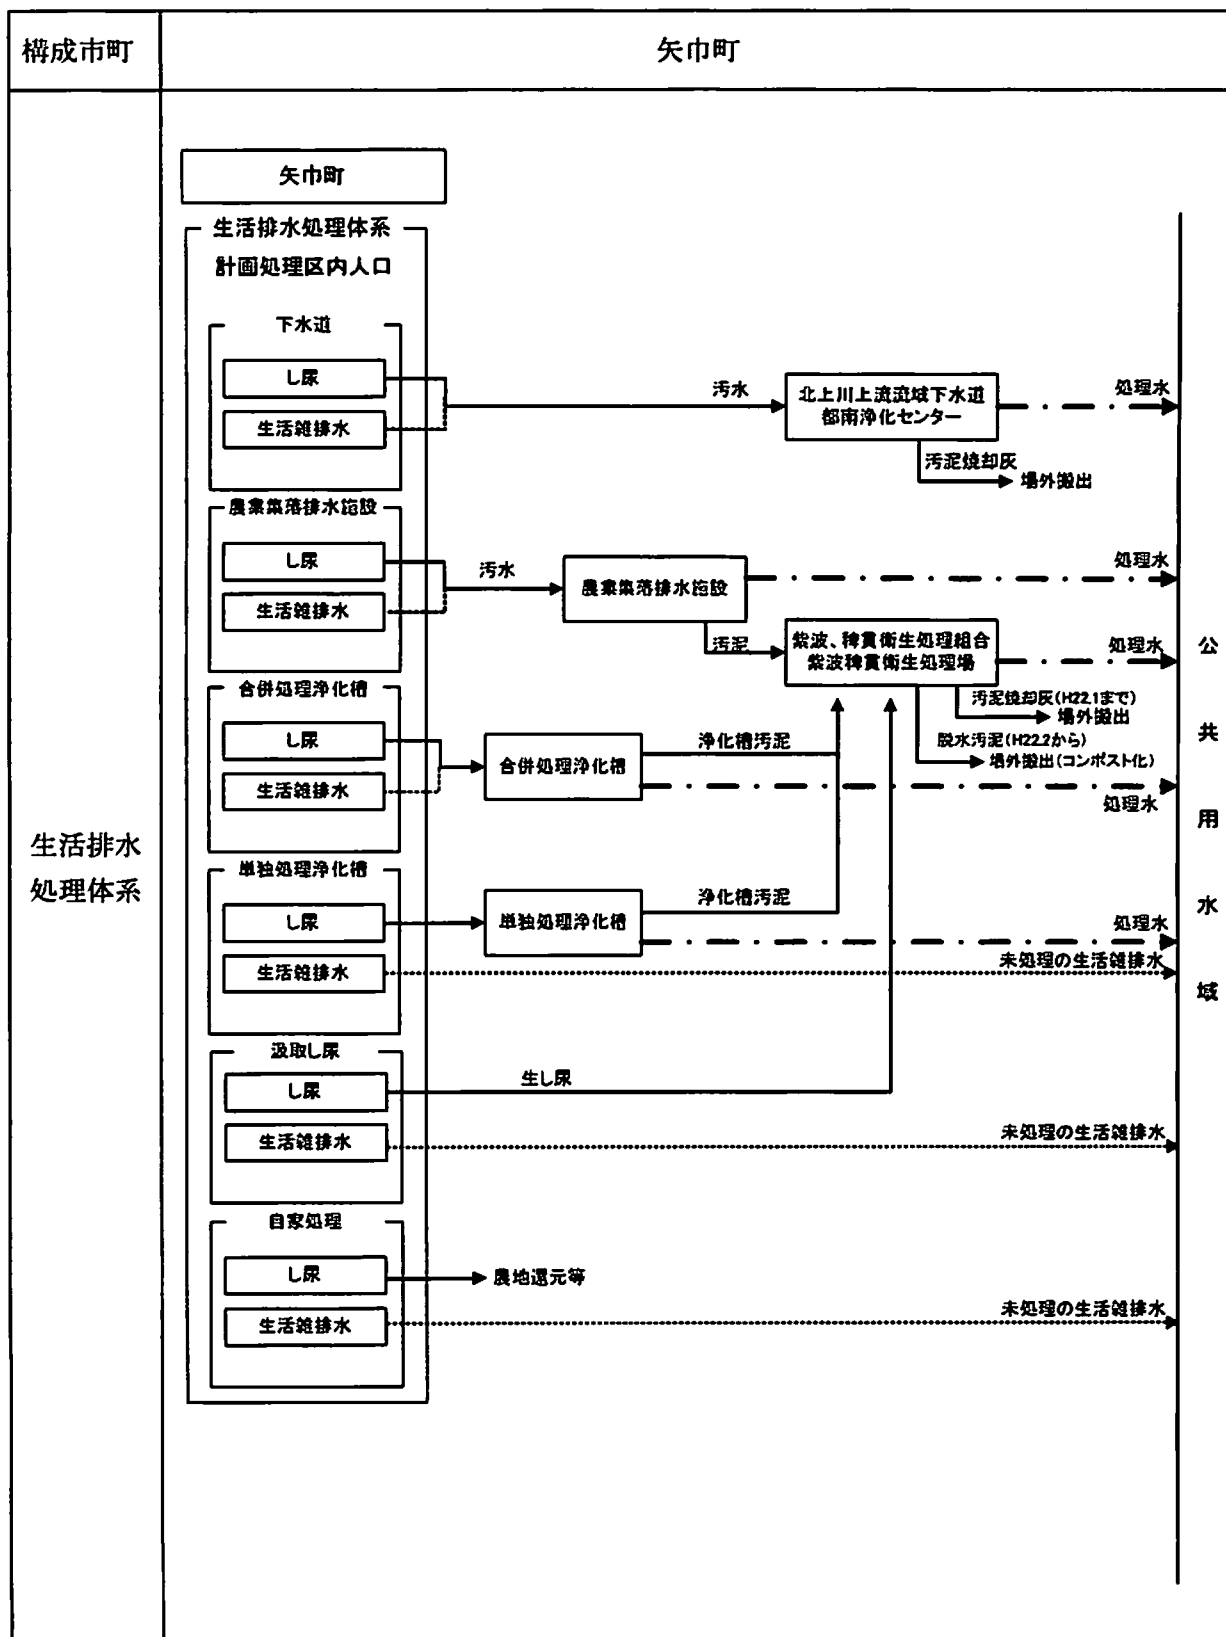 構成市町
矢巾町
矢巾町
生活排水処理体系
計画処理区内人口
下水道
し尿
生活雑排水
汚水
北上川上流流域下水道
都南浄化センター
処理水
汚泥焼却灰
場外搬出
農業集落排水施設
し尿
生活雑排水
汚水
農業集落排水施設
処理水
汚泥
紫波、稗貫衛生処理組合
紫波稗貫衛生処理場
処理水
汚泥焼却灰(H22.1まで)
場外搬出
脱水汚泥(H22.2から)
場外搬出(コンポスト化)
合併処理浄化槽
し尿
生活雑排水
合併処理浄化槽
浄化槽汚泥
処理水
単独処理浄化槽
し尿
生活雑排水
単独処理浄化槽
浄化槽汚泥
処理水
未処理の生活雑排水
汲取し尿
し尿
生活雑排水
生し尿
未処理の生活雑排水
自家処理
し尿
生活雑排水
農地還元等
未処理の生活雑排水
公共用水域
生活排水
処理体系